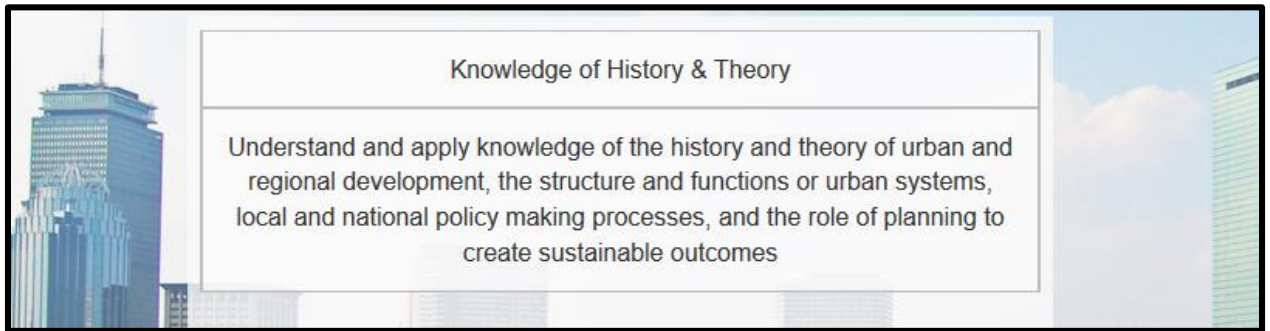 Knowledge of History & Theory
Understand and apply knowledge of the history and theory of urban and
regional development, the structure and functions or urban systems,
local and national policy making processes, and the role of planning to
create sustainable outcomes